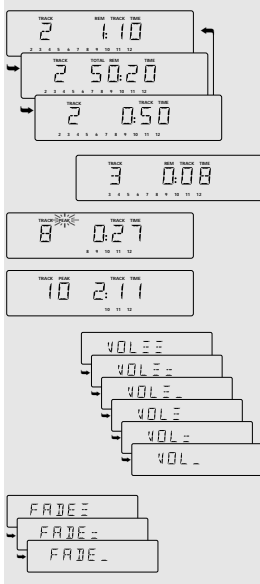 TRACK REM TRACK TIME
2 1:10
2 3 4 5 6 7 8 9 10 11 12
TRACK TOTAL REM
2 50:20
2 3 4 5 6 7 8 9 10 11 12
TRACK TRACK TIME
2 0:50
2 3 4 5 6 7 8 9 10 11 12
TRACK REM TRACK TIME
3 0:08
3 4 5 6 7 8 9 10 11 12
TRACK PEAK TRACK TIME
8 0:27
8 9 10 11 12
TRACK PEAK TRACK TIME
10 2:11
10 11 12
VOL
VOL
VOL
VOL
VOL
VOL
FADE
FADE
FADE